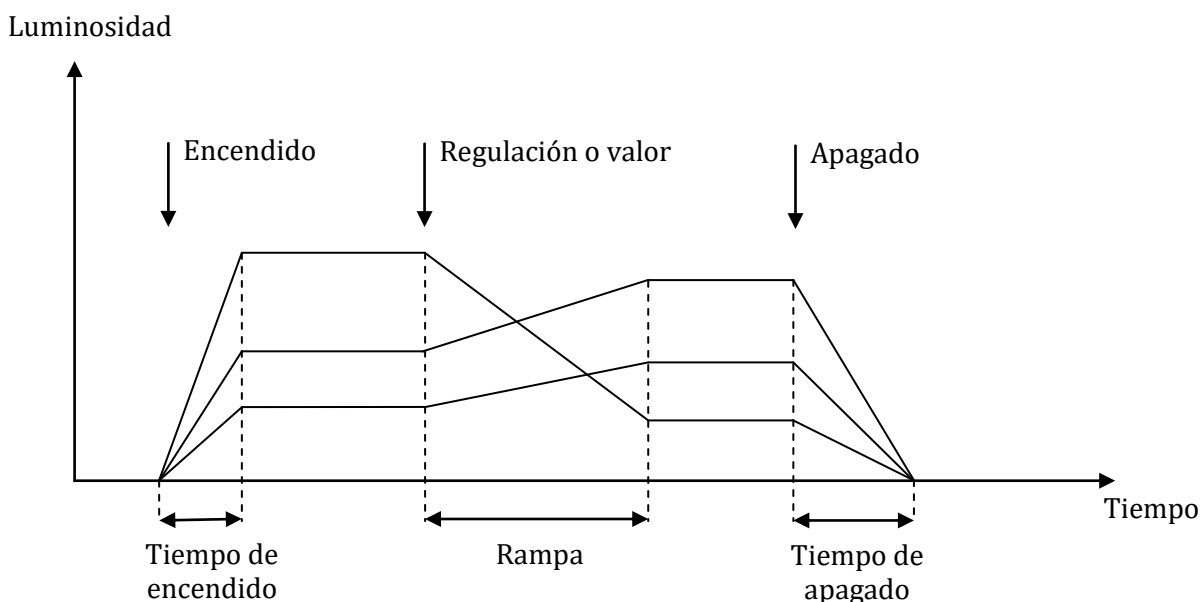 Luminosidad
Encendido
Regulación o valor
Apagado
Tiempo
Tiempo de
encendido
Rampa
Tiempo de
apagado